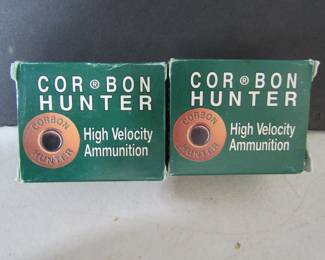 COR®BON
HUNTER
CORBON
HUNTER
High Velocity
Ammunition
COR®BON
HUNTER
CORBON
HUNTER
High Velocity
Ammunition